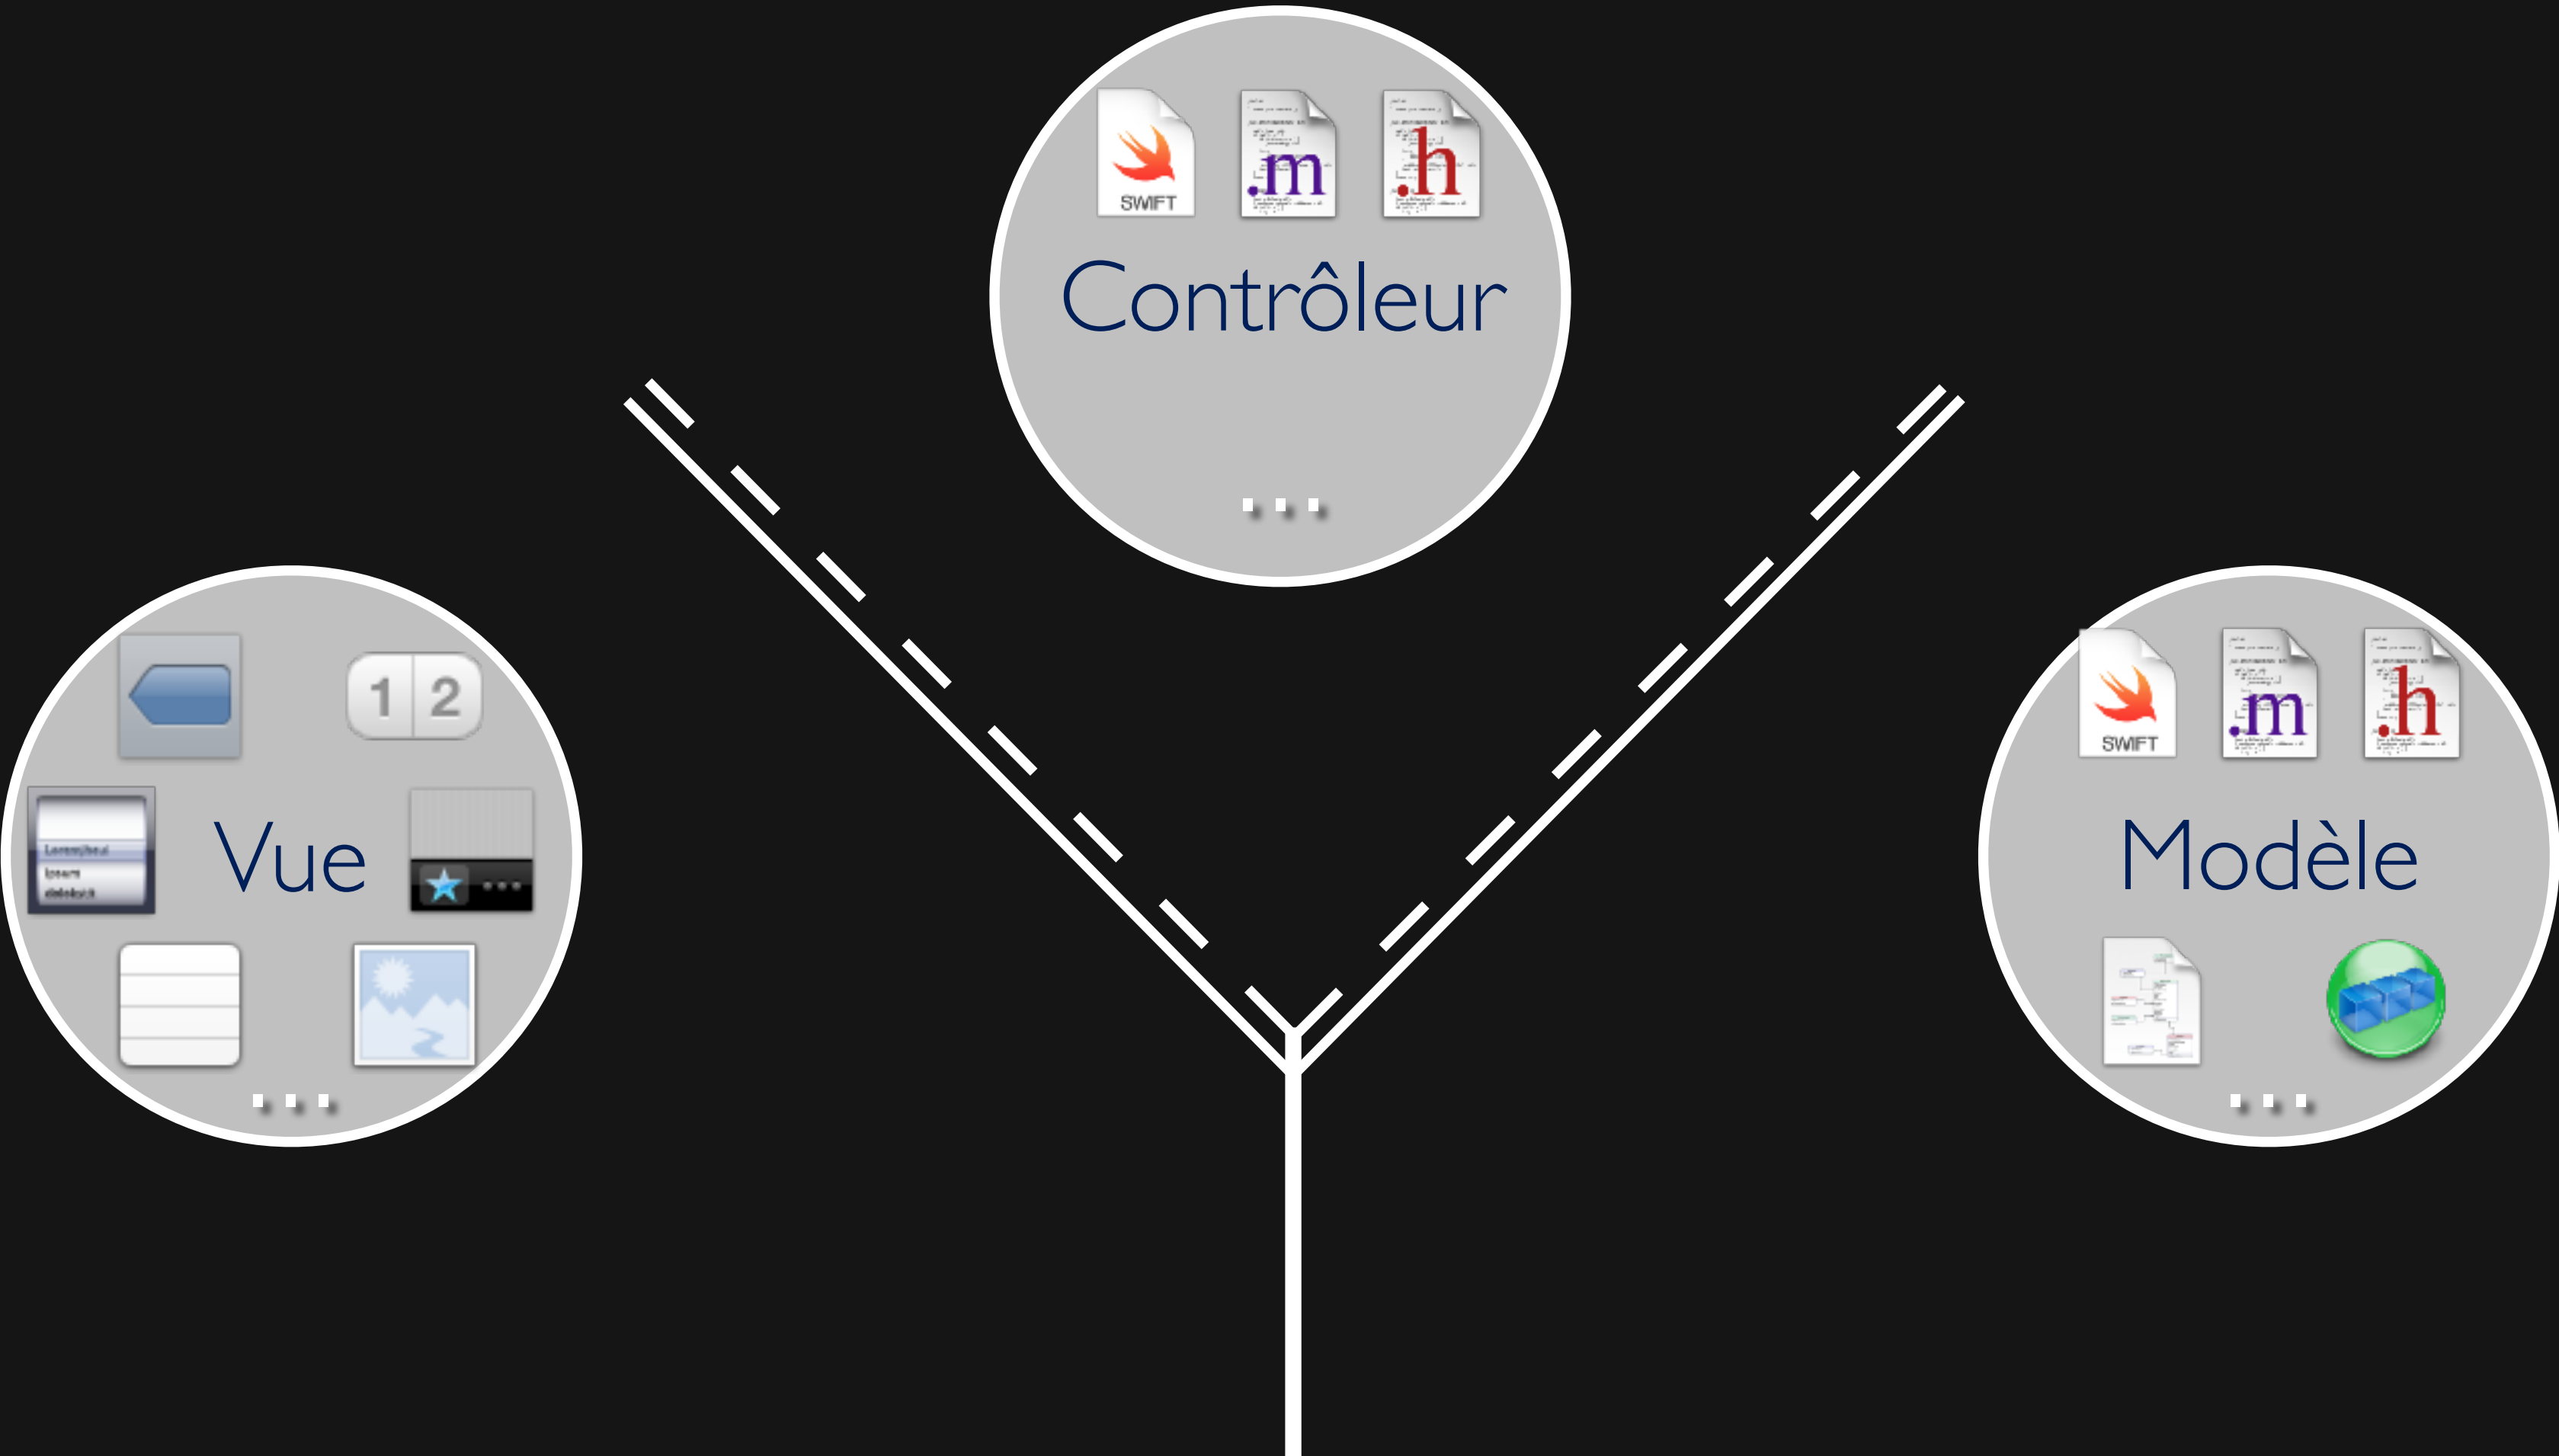 SWIFT .m .h
Contrôleur
...
1 2
Vue
...
SWIFT .m .h
Modèle
...